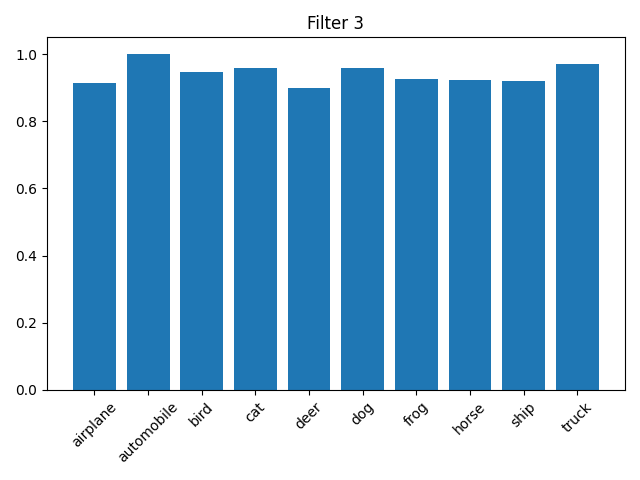 Filter 3
1.0
0.8
0.6
0.4
0.2
0.0
airplane
automobile
bird
cat
deer
dog
frog
horse
ship
truck